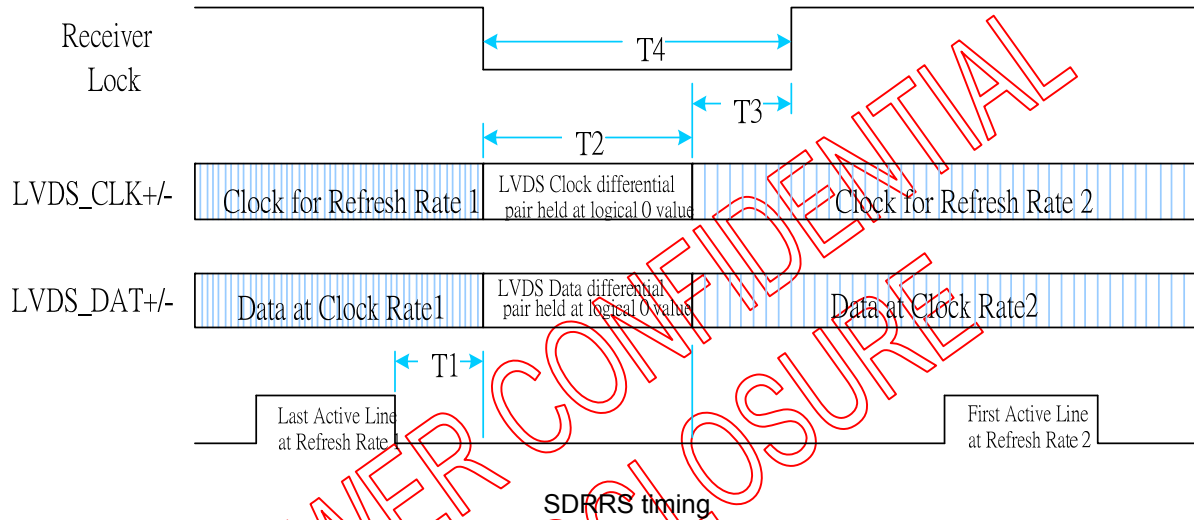 Receiver
Lock
T4
T3
T2
LVDS_CLK+/-
Clock for Refresh Rate 1
LVDS Clock differential
pair held at logical 0 value
Clock for Refresh Rate 2
LVDS_DAT+/-
Data at Clock Rate1
LVDS Data differential
pair held at logical 0 value
Data at Clock Rate2
T1
Last Active Line
at Refresh Rate 1
First Active Line
at Refresh Rate 2
SDRRS timing
CONFIDENTIAL
CLOSURE